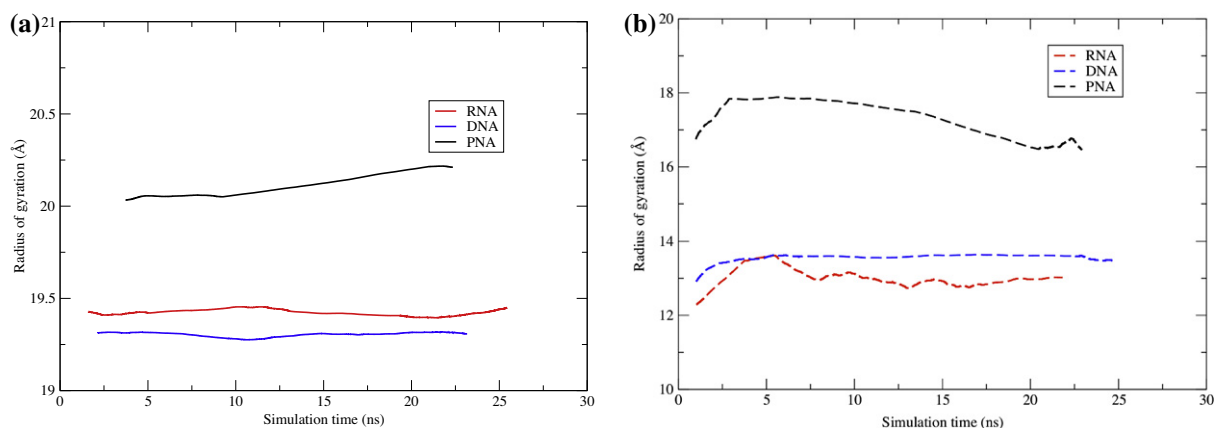 (a)
21
20.5
20
19.5
19
Radius of gyration (Å)
RNA
DNA
PNA
0 5 10 15 20 25 30
Simulation time (ns)
(b)
20
18
16
14
12
10
Radius of gyration (Å)
RNA
DNA
PNA
0 5 10 15 20 25 30
Simulation time (ns)